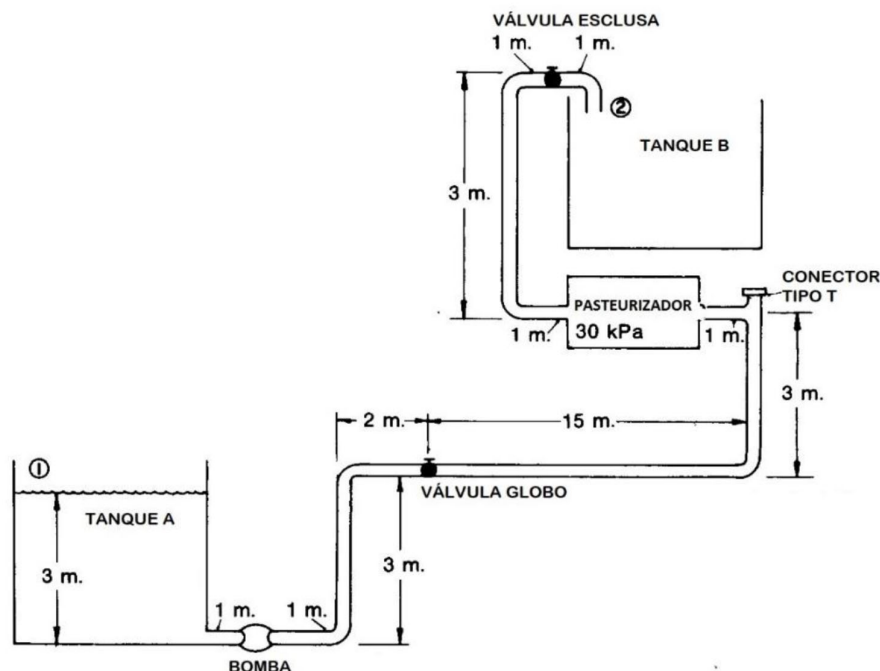 VÁLVULA ESCLUSA
1 m.
1 m.
②
TANQUE B
3 m.
CONECTOR
TIPO T
PASTEURIZADOR
30 kPa
1 m.
1 m.
3 m.
2 m.
15 m.
①
VÁLVULA GLOBO
TANQUE A
3 m.
3 m.
1 m.
1 m.
BOMBA